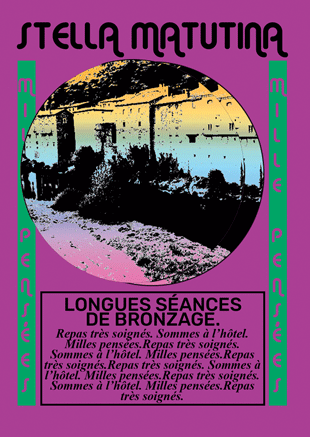 STELLA MATUTINA
MILLE PENSÉES
MILLE PENSÉES
LONGUES SÉANCES
DE BRONZAGE.
Repas très soignés. Sommes à l'hôtel.
Milles pensées.Repas très soignés.
Sommes à l'hôtel. Milles pensées.Repas
très soignés.Repas très soignés. Sommes à
l'hôtel. Milles pensées.Repas très soignés.
Sommes à l'hôtel. Milles pensées.Repas
très soignés.